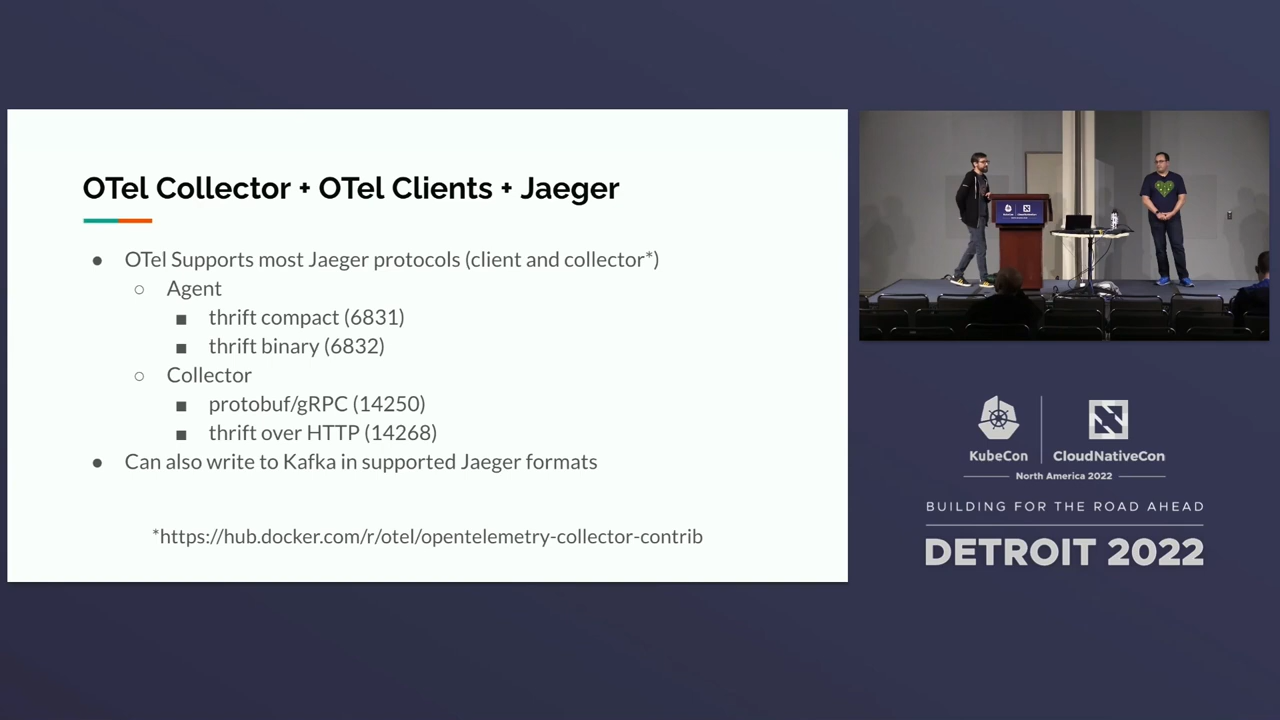 OTel Collector + OTel Clients + Jaeger
● OTel Supports most Jaeger protocols (client and collector*)
○ Agent
■ thrift compact (6831)
■ thrift binary (6832)
○ Collector
■ protobuf/gRPC (14250)
■ thrift over HTTP (14268)
● Can also write to Kafka in supported Jaeger formats
*https://hub.docker.com/r/otel/opentelemetry-collector-contrib
KubeCon
CloudNativeCon
North America 2022
BUILDING FOR THE ROAD AHEAD
DETROIT 2022